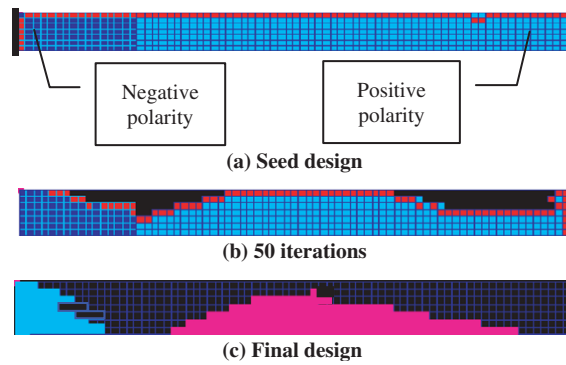 Negative
polarity
Positive
polarity
(a) Seed design
(b) 50 iterations
(c) Final design